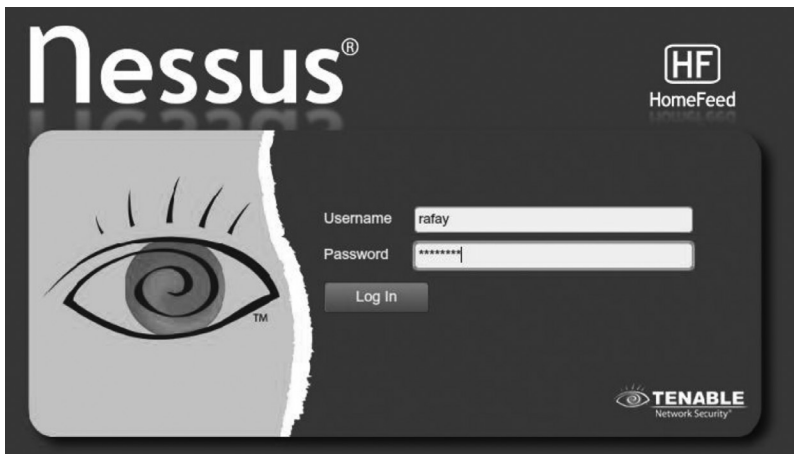 Nessus®
HF
HomeFeed
Username rafay
Password ********
Log In
TM
TENABLE
Network Security®